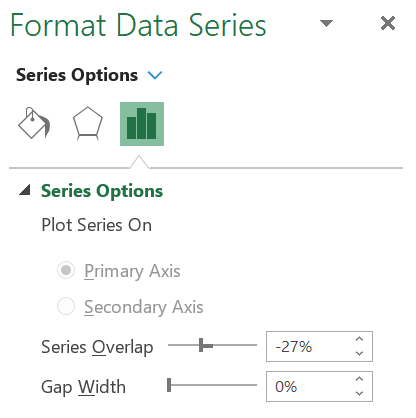 Format Data Series
Series Options
Series Options
Plot Series On
Primary Axis
Secondary Axis
Series Overlap -27%
Gap Width 0%